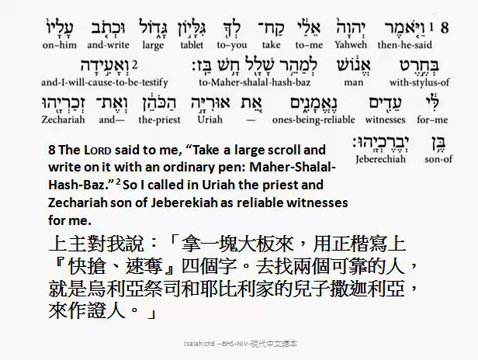 8 1 וַיֹּ֤אמֶר יְהוָה֙ אֵלַ֔י קַח־ לְךָ֖ גִּלָּי֣וֹן גָּד֑וֹל וּכְתֹ֤ב עָלָיו֙
on–him and-write large tablet to–you take to–me Yahweh then–he-said
בְּחֶ֣רֶט אֱנ֔וֹשׁ לְמַהֵ֥ר שָׁלָ֖ל חָ֥שׁ בַּֽז׃ 2 וְאָעִ֣ידָה
and-I-will-cause-to-be-testify to-Maher-shalal-hash-baz man with-stylus-of
לִּ֔י עֵדִ֖ים נֶאֱמָנִ֑ים אֵ֚ת אוּרִיָּ֣ה הַכֹּהֵ֔ן וְאֶת־ זְכַרְיָ֖הוּ
Zechariah and— the-priest Uriah — ones-being-reliable witnesses for–me
בֶּ֥ן יְבֶרֶכְיָֽהוּ׃
Jeberechiah son-of
8 The LORD said to me, “Take a large scroll and
write on it with an ordinary pen: Maher-Shalal-
Hash-Baz.” 2 So I called in Uriah the priest and
Zechariah son of Jeberekiah as reliable witnesses
for me.
上主對我說：「拿一塊大板來，用正楷寫上
『快搶、速奪』四個字。去找兩個可靠的人，
就是烏利亞祭司和耶比利家的兒子撒迦利亞，
來作證人。」
Isaiah ch8 --BHS-NIV-現代中文譯本